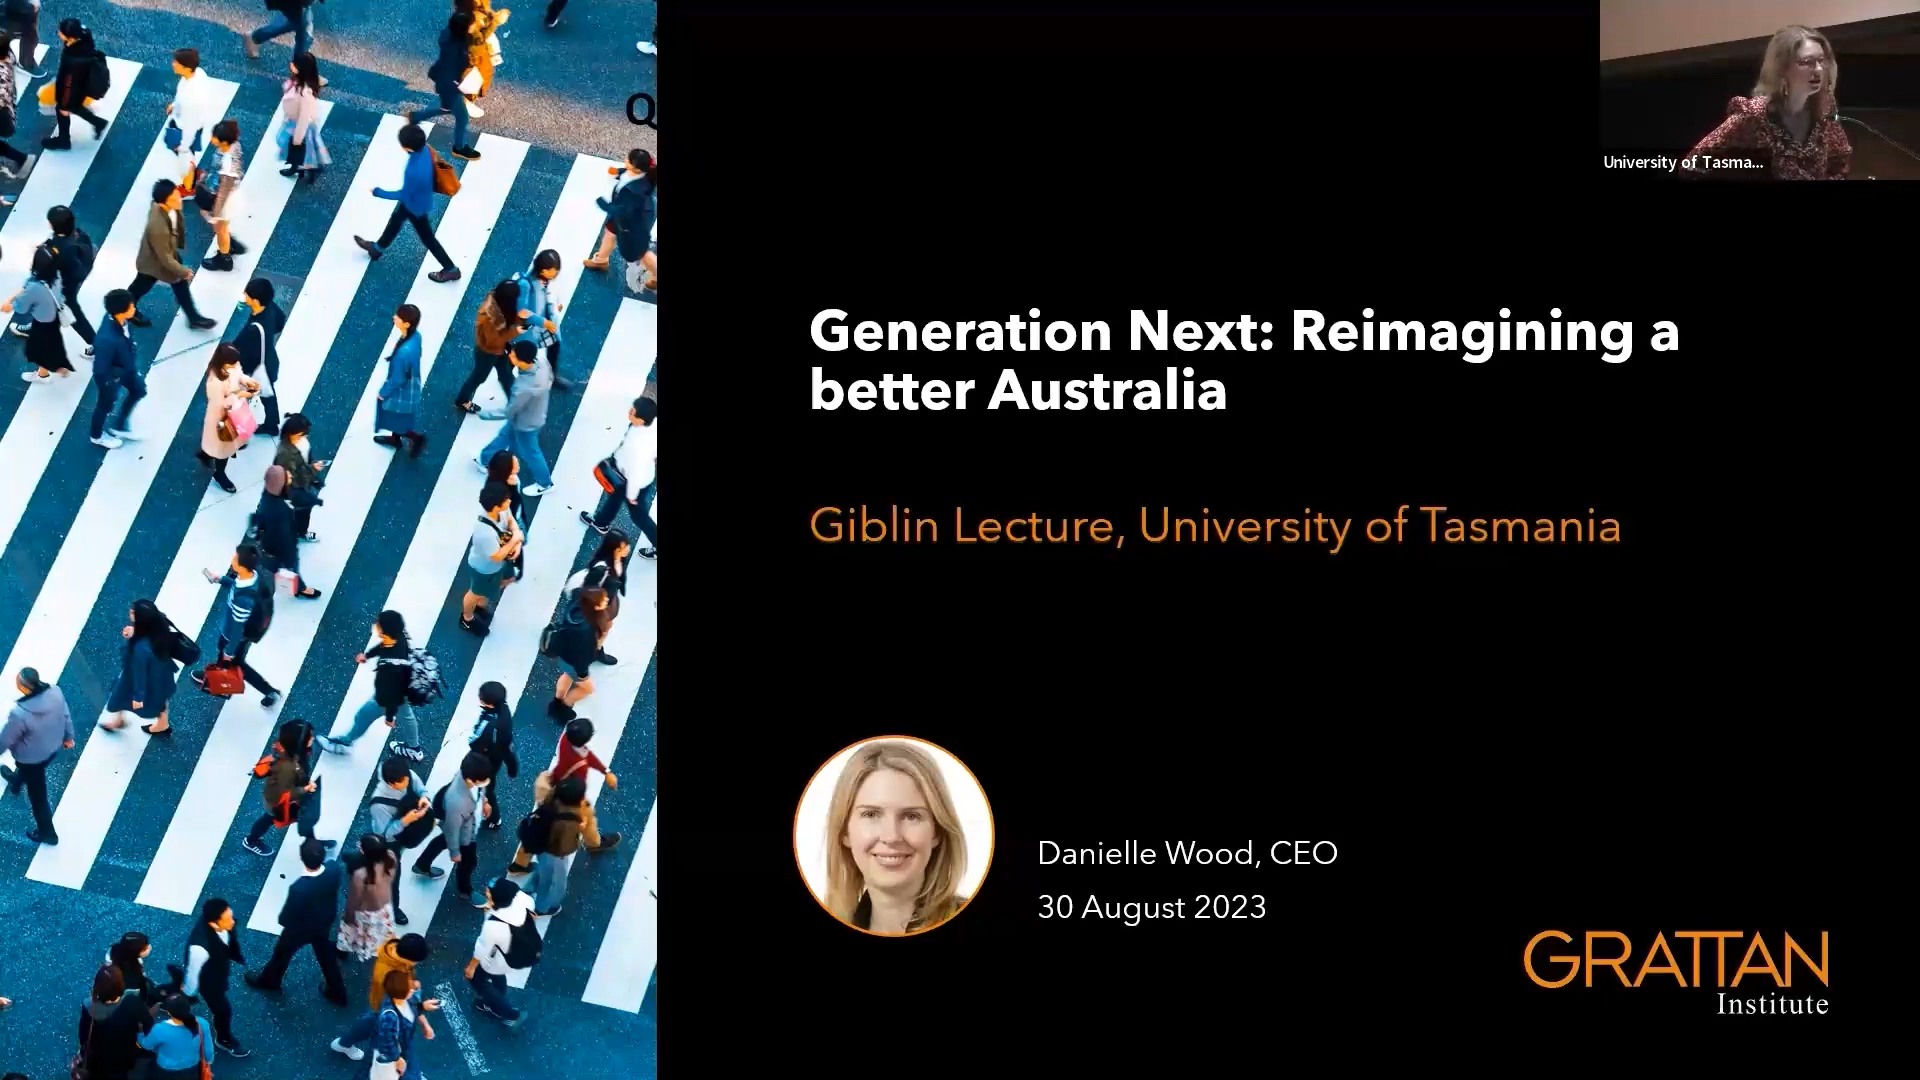 Q
University of Tasma...
Generation Next: Reimagining a
better Australia
Giblin Lecture, University of Tasmania
Danielle Wood, CEO
30 August 2023
GRATTAN
Institute